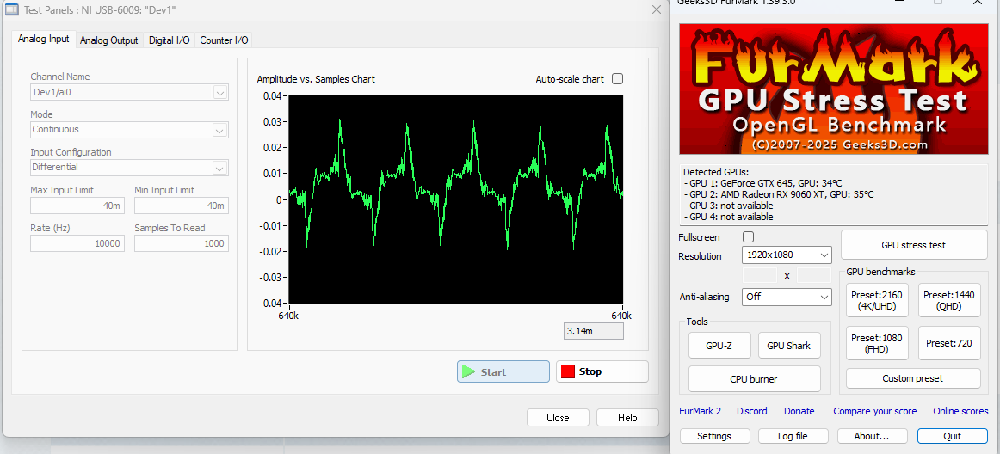 Test Panels : NI USB-6009: "Dev1"
Analog Input
Analog Output
Digital I/O
Counter I/O
Channel Name
Dev1/ai0
Mode
Continuous
Input Configuration
Differential
Max Input Limit
Min Input Limit
40m
-40m
Rate (Hz)
Samples To Read
10000
1000
Amplitude vs. Samples Chart
Auto-scale chart
0.04
0.03
0.02
0.01
0
-0.01
-0.02
-0.03
-0.04
640k
640k
3.14m
Start
Stop
Close
Help
Geeks3D FurMark 1.39.3.0
FurMark
GPU Stress Test
OpenGL Benchmark
(C)2007-2025 Geeks3D.com
Detected GPUs:
- GPU 1: GeForce GTX 645, GPU: 34°C
- GPU 2: AMD Radeon RX 9060 XT, GPU: 35°C
- GPU 3: not available
- GPU 4: not available
Fullscreen
Resolution
1920x1080
x
Anti-aliasing
Off
GPU stress test
GPU benchmarks
Preset:2160
(4K/UHD)
Preset:1440
(QHD)
Preset:1080
(FHD)
Preset:720
Custom preset
Tools
GPU-Z
GPU Shark
CPU burner
FurMark 2
Discord
Donate
Compare your score
Online scores
Settings
Log file
About...
Quit